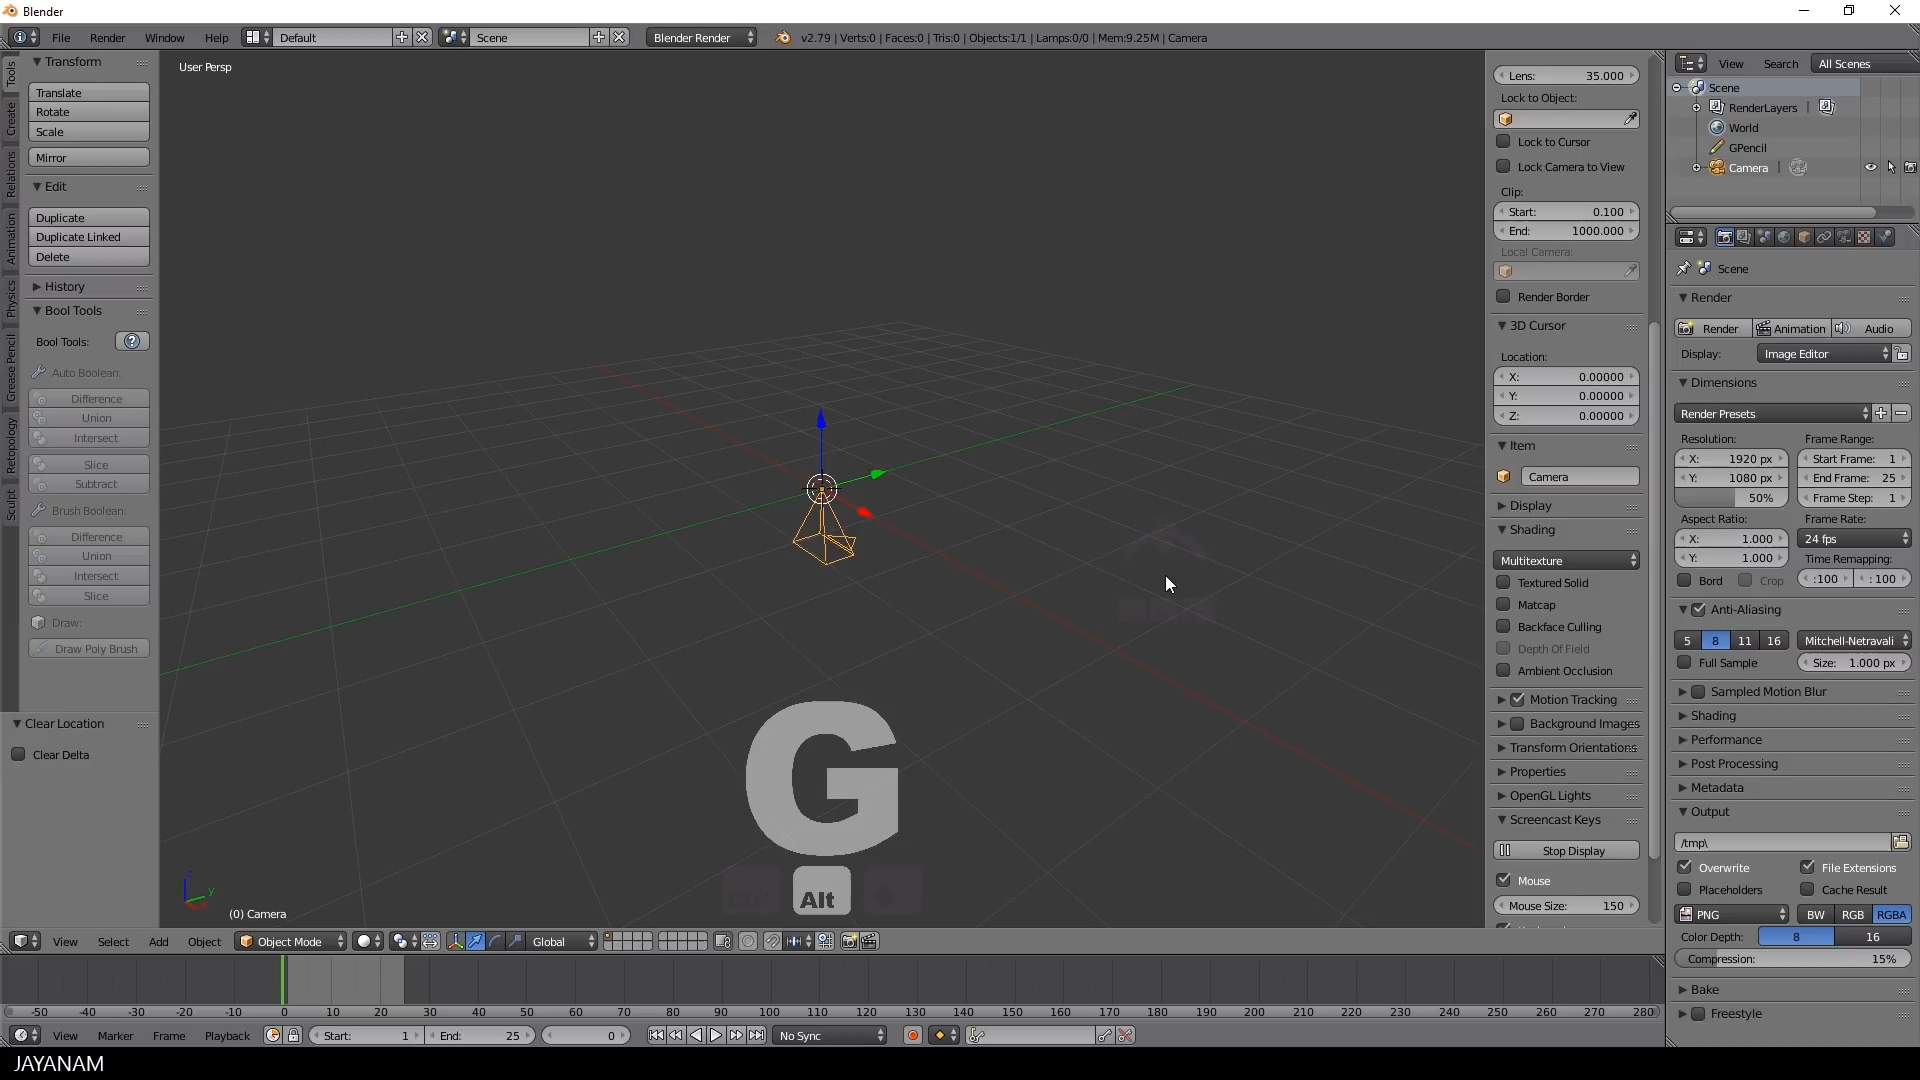 Blender
File Render Window Help Default Scene Blender Render v2.79 | Verts:0 | Faces:0 | Tris:0 | Objects:1/1 | Lamps:0/0 | Mem:9.25M | Camera
Tools
Create
Relations
Animation
Physics
Grease Pencil
Retopology
Sculpt
Transform
Translate
Rotate
Scale
Mirror
Edit
Duplicate
Duplicate Linked
Delete
History
Bool Tools
Bool Tools:
Auto Boolean:
Difference
Union
Intersect
Slice
Subtract
Brush Boolean:
Difference
Union
Intersect
Slice
Draw:
Draw Poly Brush
Clear Location
Clear Delta
User Persp
G
Alt
z
y
(0) Camera
Lens: 35.000
Lock to Object:
Lock to Cursor
Lock Camera to View
Clip:
Start: 0.100
End: 1000.000
Local Camera:
Render Border
3D Cursor
Location:
X: 0.00000
Y: 0.00000
Z: 0.00000
Item
Camera
Display
Shading
Multitexture
Textured Solid
Matcap
Backface Culling
Depth Of Field
Ambient Occlusion
Motion Tracking
Background Images
Transform Orientations
Properties
OpenGL Lights
Screencast Keys
Stop Display
Mouse
Mouse Size: 150
View Search All Scenes
Scene
RenderLayers
World
GPencil
Camera
Scene
Render
Render Animation Audio
Display: Image Editor
Dimensions
Render Presets
Resolution: Frame Range:
X: 1920 px Start Frame: 1
Y: 1080 px End Frame: 25
50% Frame Step: 1
Aspect Ratio: Frame Rate:
X: 1.000 24 fps
Y: 1.000 Time Remapping:
Bord Crop :100 : 100
Anti-Aliasing
5 8 11 16 Mitchell-Netravali
Full Sample Size: 1.000 px
Sampled Motion Blur
Shading
Performance
Post Processing
Metadata
Output
/tmp\
Overwrite File Extensions
Placeholders Cache Result
PNG BW RGB RGBA
Color Depth: 8 16
Compression: 15%
Bake
Freestyle
View Select Add Object Object Mode Global
-50 -40 -30 -20 -10 0 10 20 30 40 50 60 70 80 90 100 110 120 130 140 150 160 170 180 190 200 210 220 230 240 250 260 270 280
View Marker Frame Playback Start: 1 End: 25 0 No Sync
JAYANAM